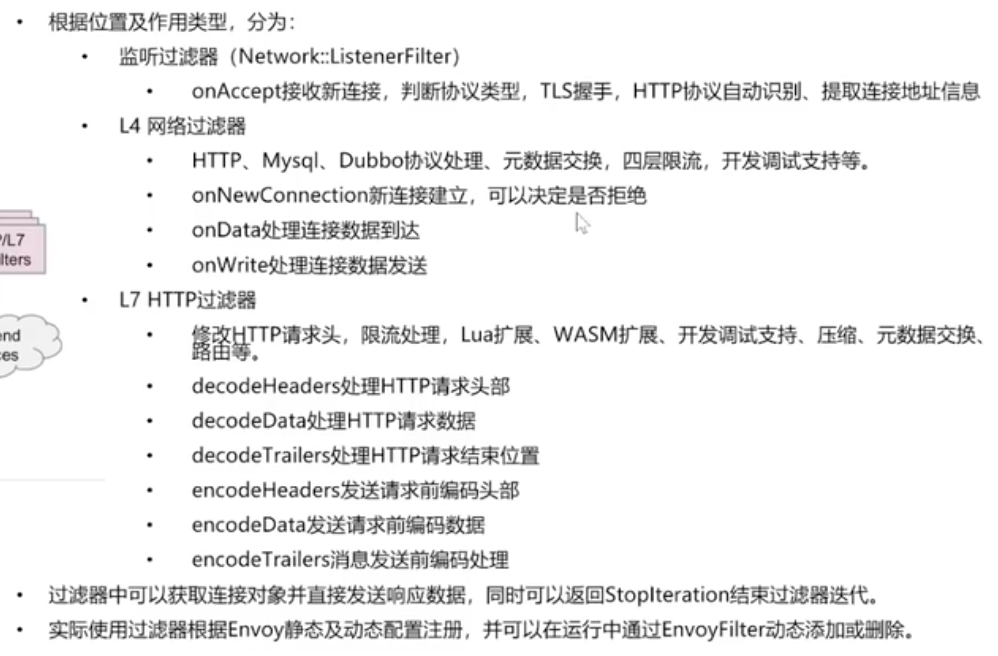 • 根据位置及作用类型，分为：
• 监听过滤器（Network::ListenerFilter）
• onAccept接收新连接，判断协议类型，TLS握手，HTTP协议自动识别、提取连接地址信息
• L4 网络过滤器
• HTTP、Mysql、Dubbo协议处理、元数据交换，四层限流，开发调试支持等。
• onNewConnection新连接建立，可以决定是否拒绝
• onData处理连接数据到达
• onWrite处理连接数据发送
P/L7
lters
• L7 HTTP过滤器
• 修改HTTP请求头，限流处理，Lua扩展、WASM扩展、开发调试支持、压缩、元数据交换、
路由等。
end
ces
• decodeHeaders处理HTTP请求头部
• decodeData处理HTTP请求数据
• decodeTrailers处理HTTP请求结束位置
• encodeHeaders发送请求前编码头部
• encodeData发送请求前编码数据
• encodeTrailers消息发送前编码处理
• 过滤器中可以获取连接对象并直接发送响应数据，同时可以返回StopIteration结束过滤器迭代。
• 实际使用过滤器根据Envoy静态及动态配置注册，并可以在运行中通过EnvoyFilter动态添加或删除。